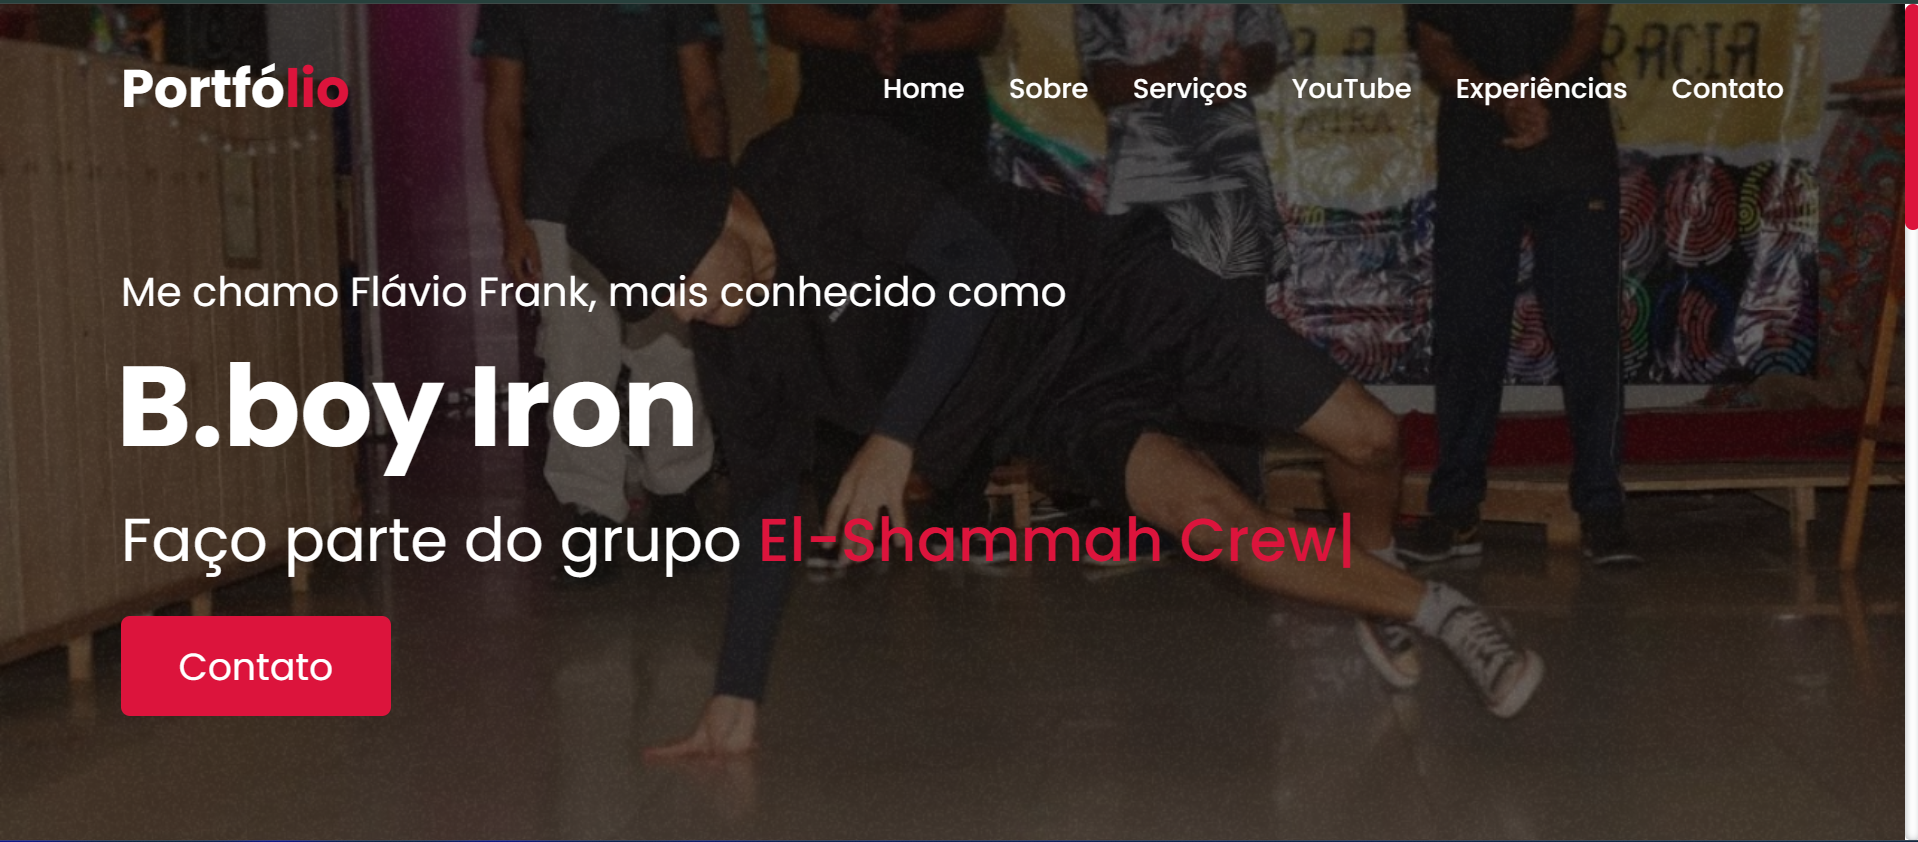 Portfólio
Home Sobre Serviços YouTube Experiências Contato
Me chamo Flávio Frank, mais conhecido como
B.boy Iron
Faço parte do grupo El-Shammah Crew|
Contato